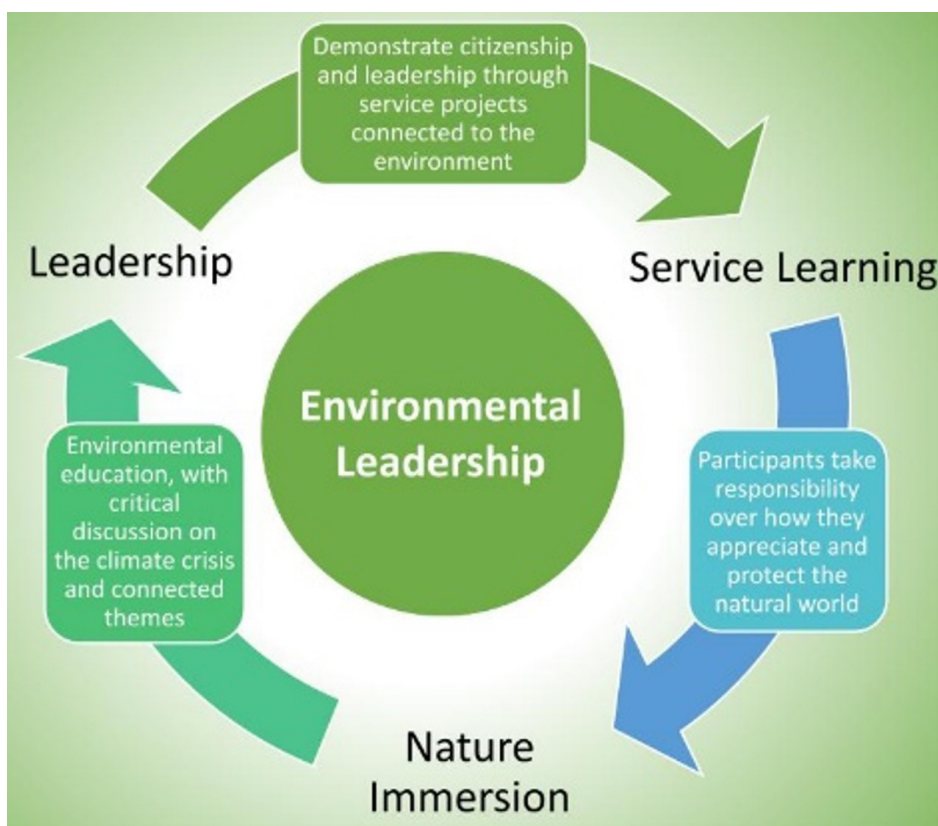 Demonstrate citizenship
and leadership through
service projects
connected to the
environment
Leadership
Service Learning
Environmental
Leadership
Environmental
education, with
critical
discussion on
the climate crisis
and connected
themes
Participants take
responsibility
over how they
appreciate and
protect the
natural world
Nature
Immersion